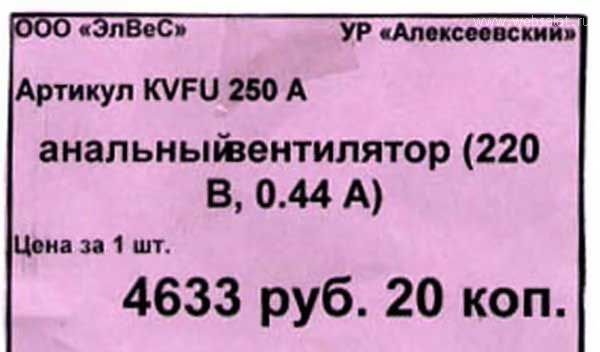 ООО «ЭлВеС» УР «Алексеевский»
Артикул KVFU 250 A
анальныйвентилятор (220
В, 0.44 А)
Цена за 1 шт.
4633 руб. 20 коп.